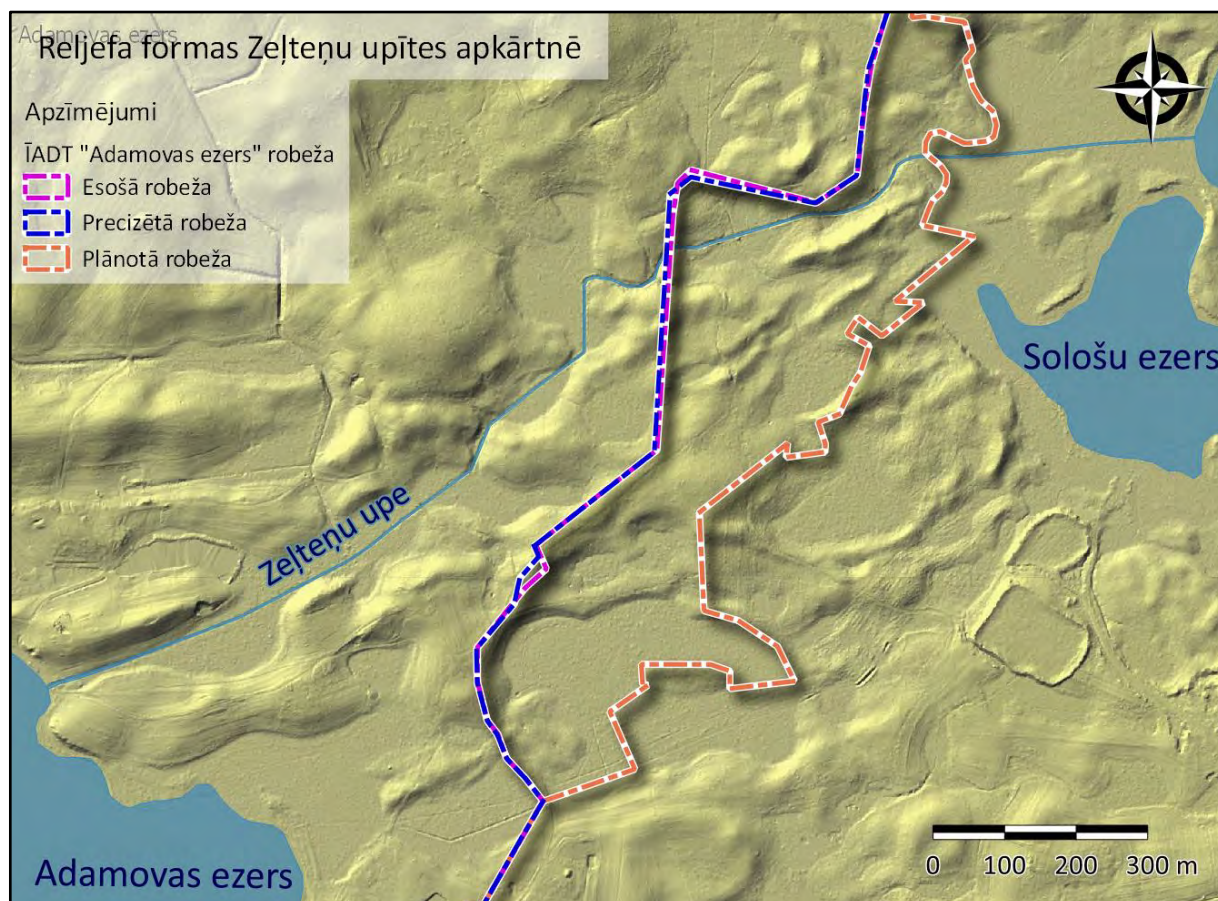 Adamovas ezers
Reljefa formas Zeļteņu upītes apkārtnē
Apzīmējumi
ĪADT "Adamovas ezers" robeža
Esošā robeža
Precizētā robeža
Plānotā robeža
Sološu ezers
Zeļteņu upe
Adamovas ezers
0 100 200 300 m